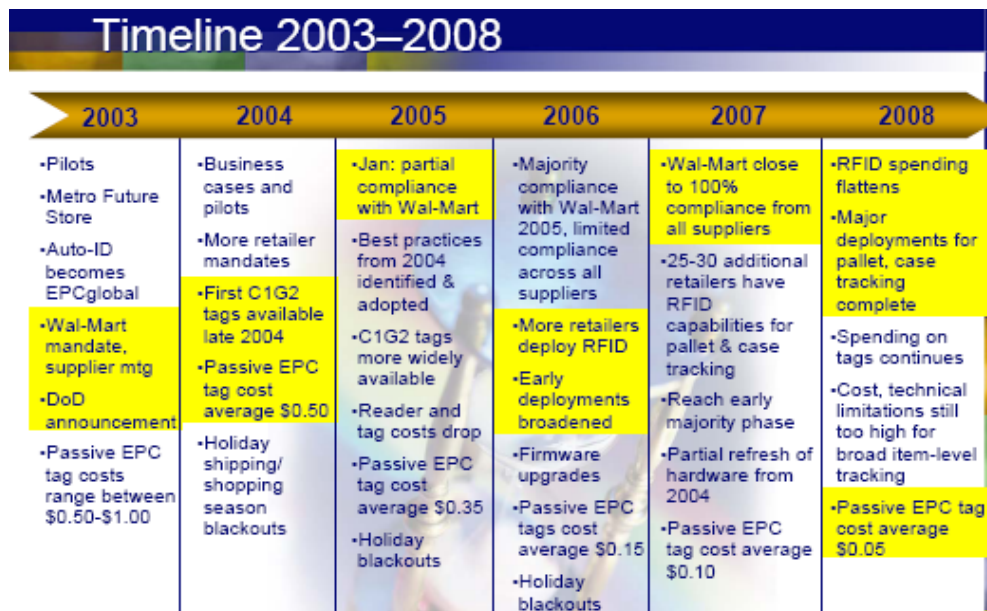 Timeline 2003–2008
2003
2004
2005
2006
2007
2008
•Pilots
•Metro Future
Store
•Auto-ID
becomes
EPCglobal
•Wal-Mart
mandate,
supplier mtg
•DoD
announcement
•Passive EPC
tag costs
range between
$0.50-$1.00
•Business
cases and
pilots
•More retailer
mandates
•First C1G2
tags available
late 2004
•Passive EPC
tag cost
average $0.50
•Holiday
shipping/
shopping
season
blackouts
•Jan: partial
compliance
with Wal-Mart
•Best practices
from 2004
identified &
adopted
•C1G2 tags
more widely
available
•Reader and
tag costs drop
•Passive EPC
tag cost
average $0.35
•Holiday
blackouts
•Majority
compliance
with Wal-Mart
2005, limited
compliance
across all
suppliers
•More retailers
deploy RFID
•Early
deployments
broadened
•Firmware
upgrades
•Passive EPC
tags cost
average $0.15
•Holiday
blackouts
•Wal-Mart close
to 100%
compliance from
all suppliers
•25-30 additional
retailers have
RFID
capabilities for
pallet & case
tracking
•Reach early
majority phase
•Partial refresh of
hardware from
2004
•Passive EPC
tag cost average
$0.10
•RFID spending
flattens
•Major
deployments for
pallet, case
tracking
complete
•Spending on
tags continues
•Cost, technical
limitations still
too high for
broad item-level
tracking
•Passive EPC tag
cost average
$0.05